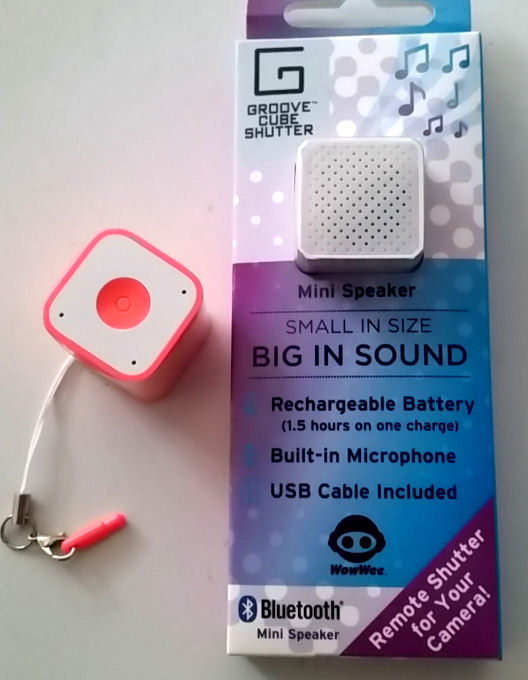 G
GROOVE™
CUBE
SHUTTER
Mini Speaker
SMALL IN SIZE
BIG IN SOUND
Rechargeable Battery
(1.5 hours on one charge)
Built-in Microphone
USB Cable Included
WowWee
Bluetooth®
Mini Speaker
Remote Shutter
for Your
Camera!